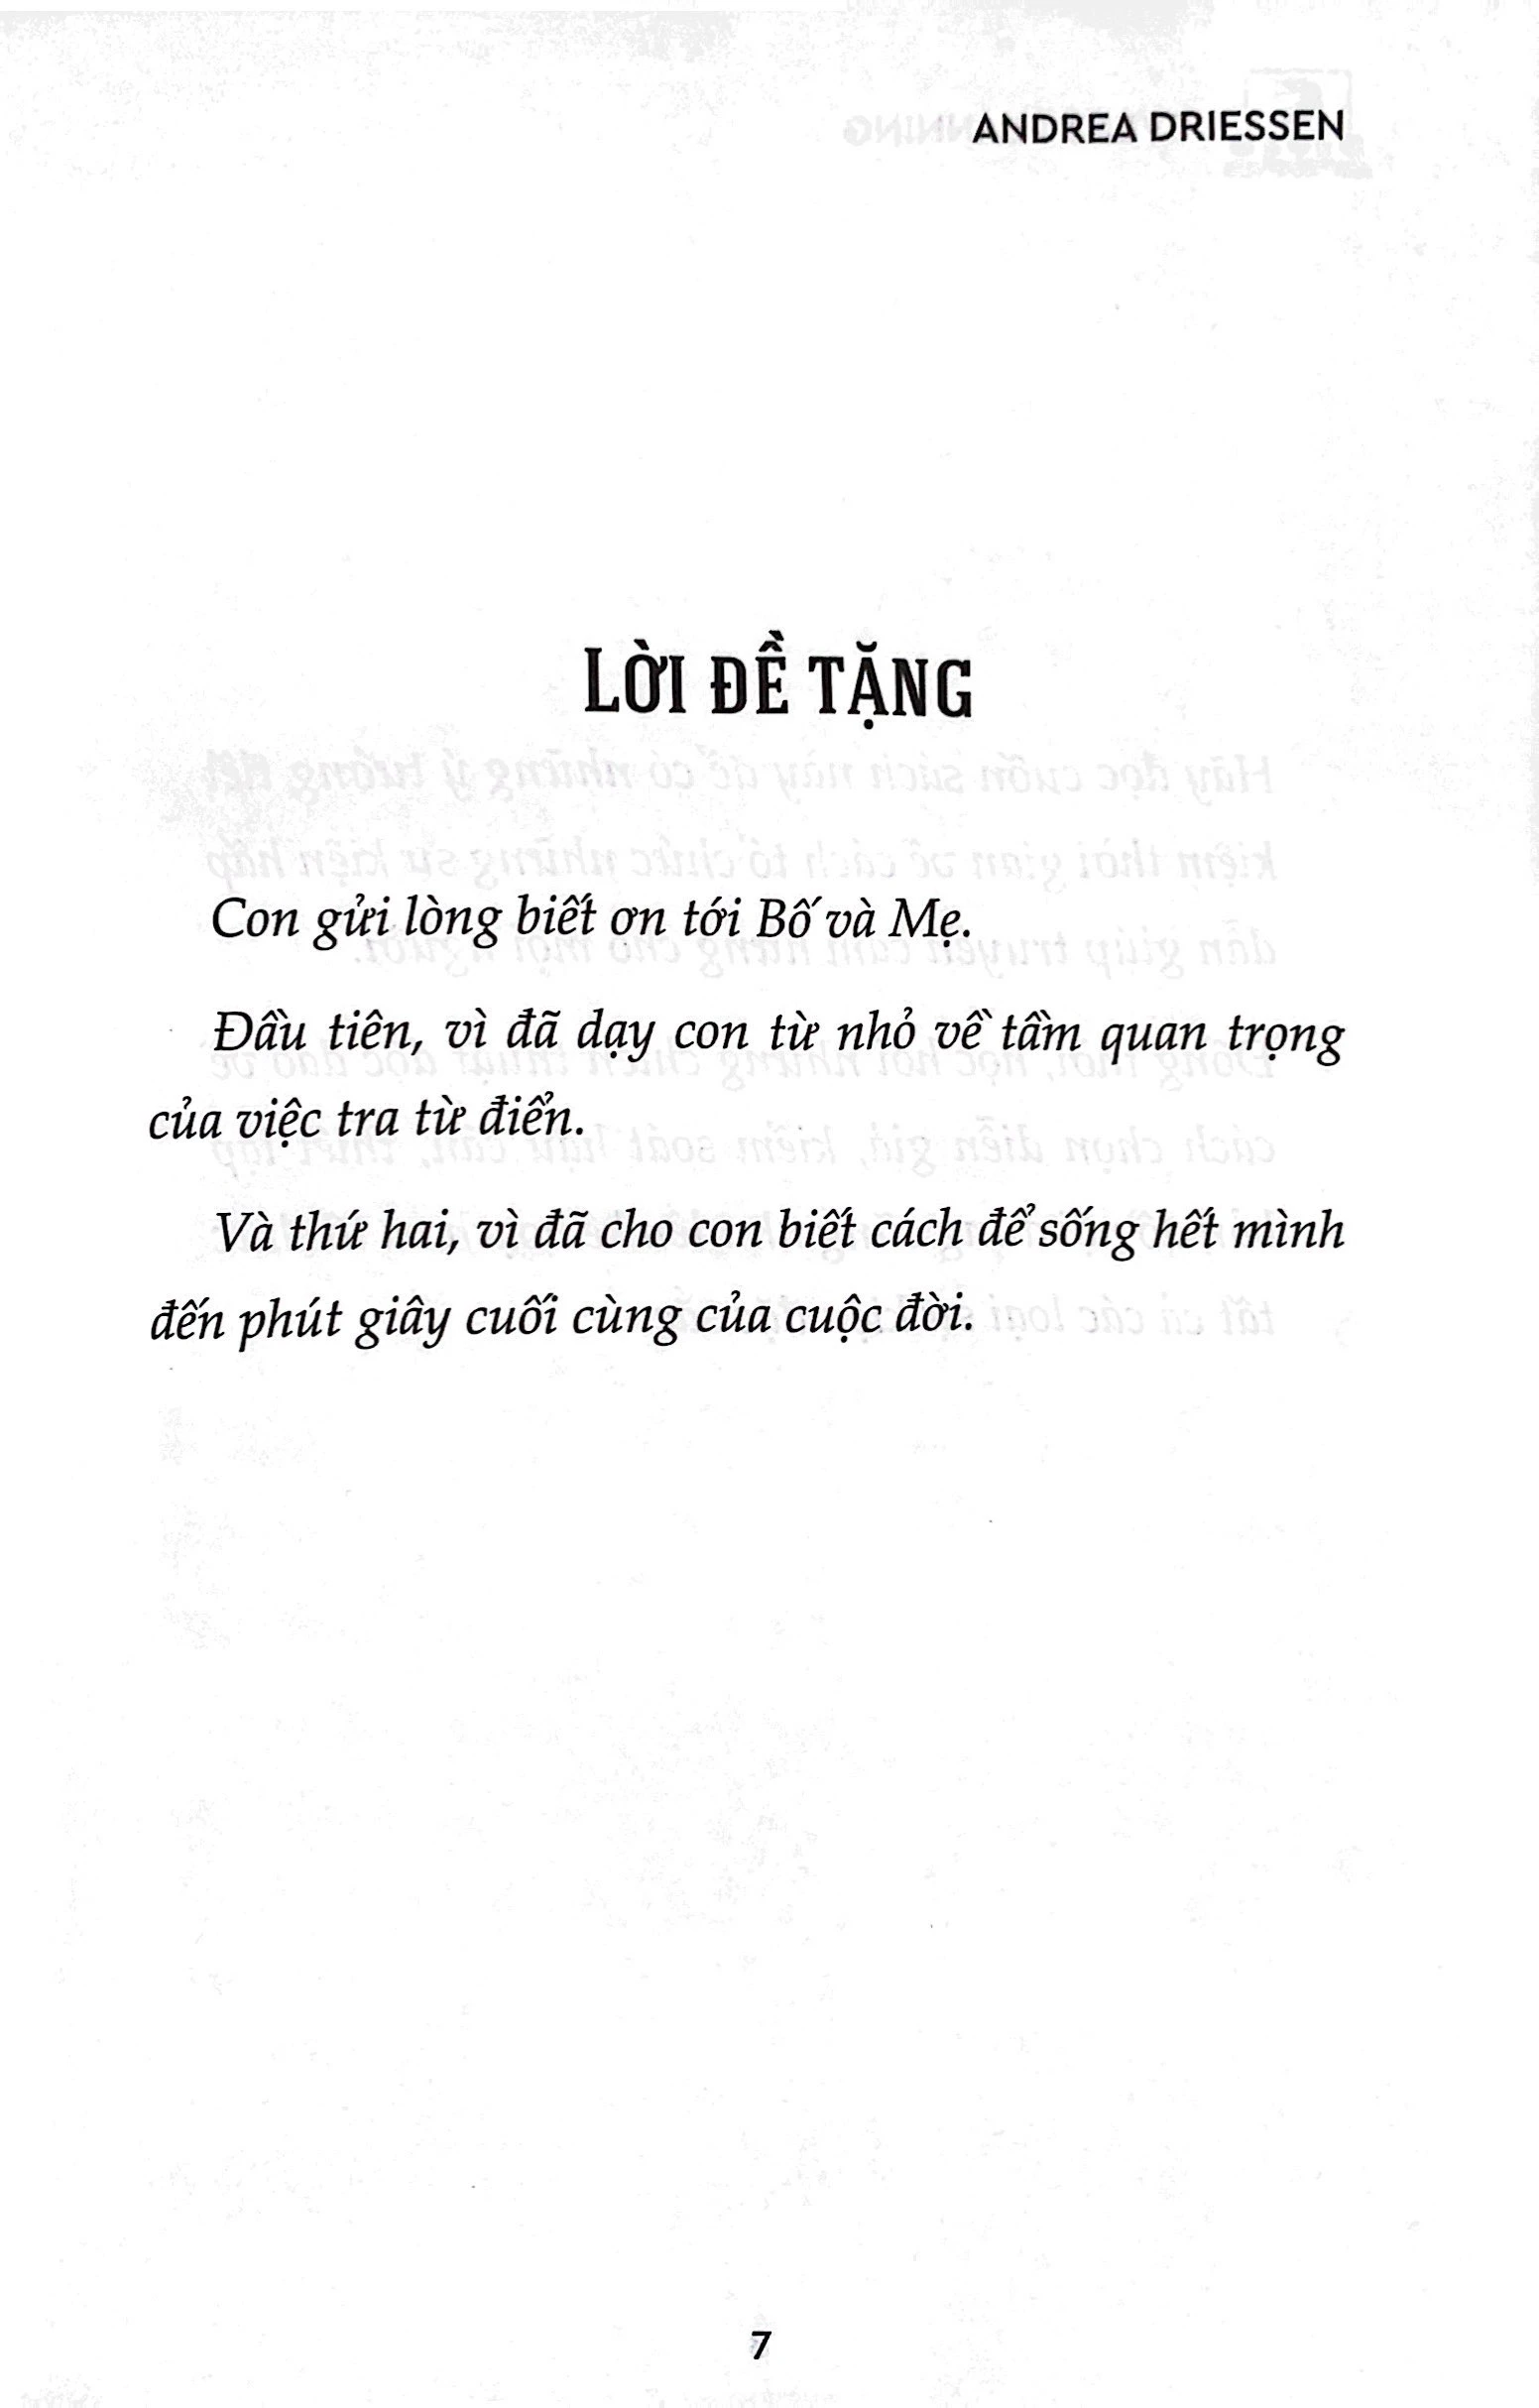 ANDREA DRIESSEN
LỜI ĐỀ TẶNG
Con gửi lòng biết ơn tới Bố và Mẹ.
Đầu tiên, vì đã dạy con từ nhỏ về tầm quan trọng
của việc tra từ điển.
Và thứ hai, vì đã cho con biết cách để sống hết mình
đến phút giây cuối cùng của cuộc đời.
7